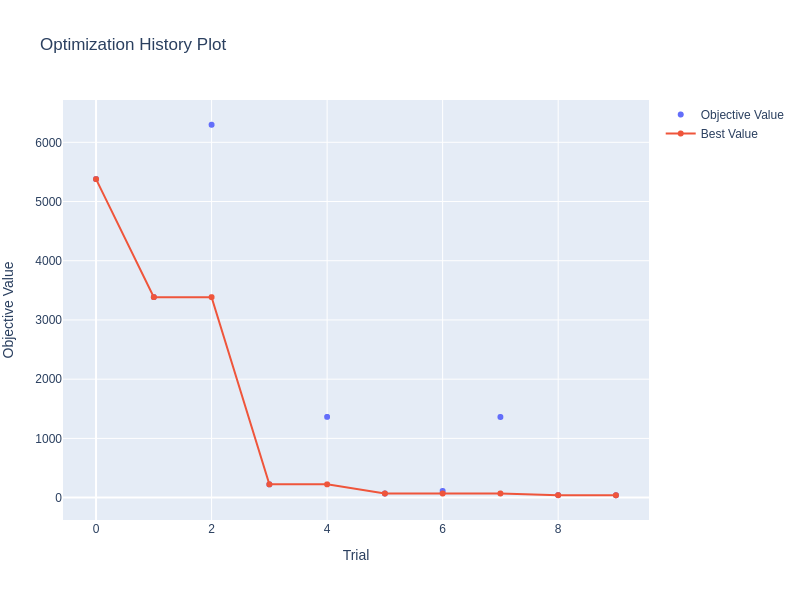 Optimization History Plot
Objective Value
Best Value
6000
5000
4000
3000
2000
1000
0
Objective Value
0 2 4 6 8
Trial